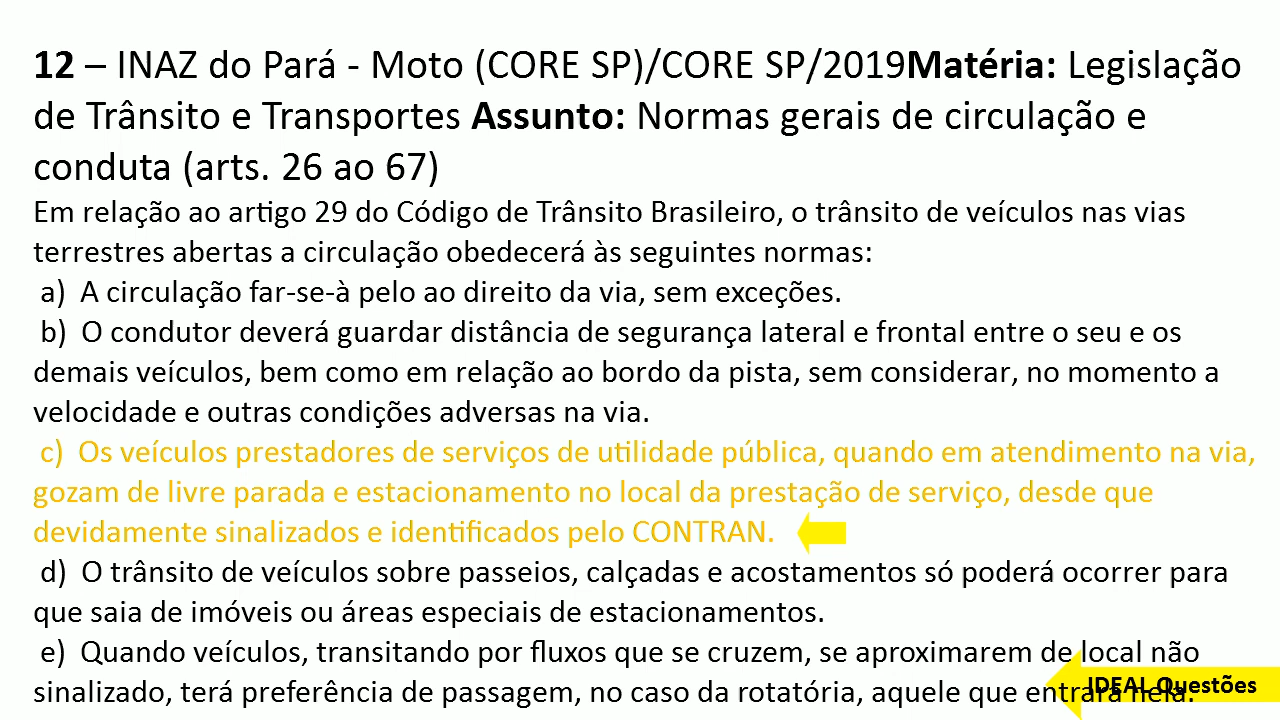 12 – INAZ do Pará - Moto (CORE SP)/CORE SP/2019Matéria: Legislação
de Trânsito e Transportes Assunto: Normas gerais de circulação e
conduta (arts. 26 ao 67)
Em relação ao artigo 29 do Código de Trânsito Brasileiro, o trânsito de veículos nas vias
terrestres abertas a circulação obedecerá às seguintes normas:
a) A circulação far-se-à pelo ao direito da via, sem exceções.
b) O condutor deverá guardar distância de segurança lateral e frontal entre o seu e os
demais veículos, bem como em relação ao bordo da pista, sem considerar, no momento a
velocidade e outras condições adversas na via.
c) Os veículos prestadores de serviços de utilidade pública, quando em atendimento na via,
gozam de livre parada e estacionamento no local da prestação de serviço, desde que
devidamente sinalizados e identificados pelo CONTRAN.
d) O trânsito de veículos sobre passeios, calçadas e acostamentos só poderá ocorrer para
que saia de imóveis ou áreas especiais de estacionamentos.
e) Quando veículos, transitando por fluxos que se cruzem, se aproximarem de local não
sinalizado, terá preferência de passagem, no caso da rotatória, aquele que entrará nela.
IDEAL Questões